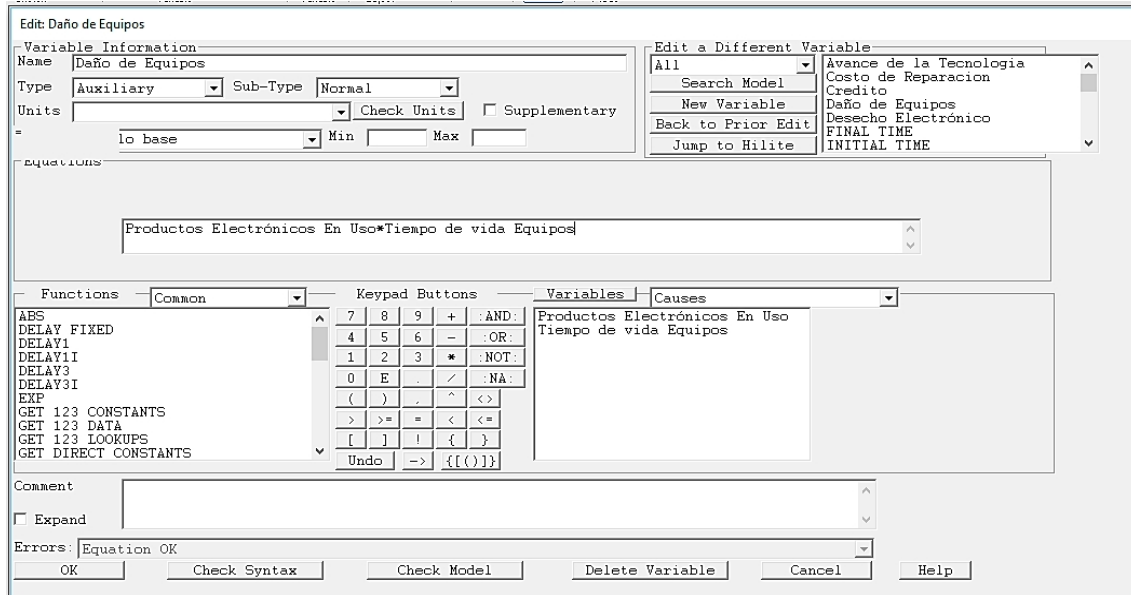 Edit: Daño de Equipos
Variable Information
Name Daño de Equipos
Type Auxiliary Sub-Type Normal
Units Check Units Supplementary
= lo base Min Max
Edit a Different Variable
All
Search Model
New Variable
Back to Prior Edit
Jump to Hilite
Avance de la Tecnologia
Costo de Reparacion
Credito
Daño de Equipos
Desecho Electrónico
FINAL TIME
INITIAL TIME
Equations
Productos Electrónicos En Uso*Tiempo de vida Equipos
Functions Common
ABS
DELAY FIXED
DELAY1
DELAY1I
DELAY3
DELAY3I
EXP
GET 123 CONSTANTS
GET 123 DATA
GET 123 LOOKUPS
GET DIRECT CONSTANTS
Keypad Buttons
7 8 9 + :AND:
4 5 6 - :OR:
1 2 3 * :NOT:
0 E . / :NA:
( ) , ^ <>
> >= = < <=
[ ] ! { }
Undo -> {[()]}
Variables Causes
Productos Electrónicos En Uso
Tiempo de vida Equipos
Comment
Expand
Errors: Equation OK
OK Check Syntax Check Model Delete Variable Cancel Help